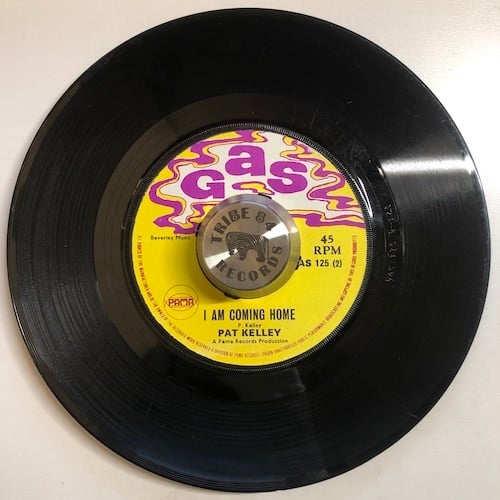 Gas
TRIBE 84
RECORDS
Beverley Music
45
RPM
AS 125 (2)
PAMA
I AM COMING HOME
P. Kelley
PAT KELLEY
A Pama Records Production